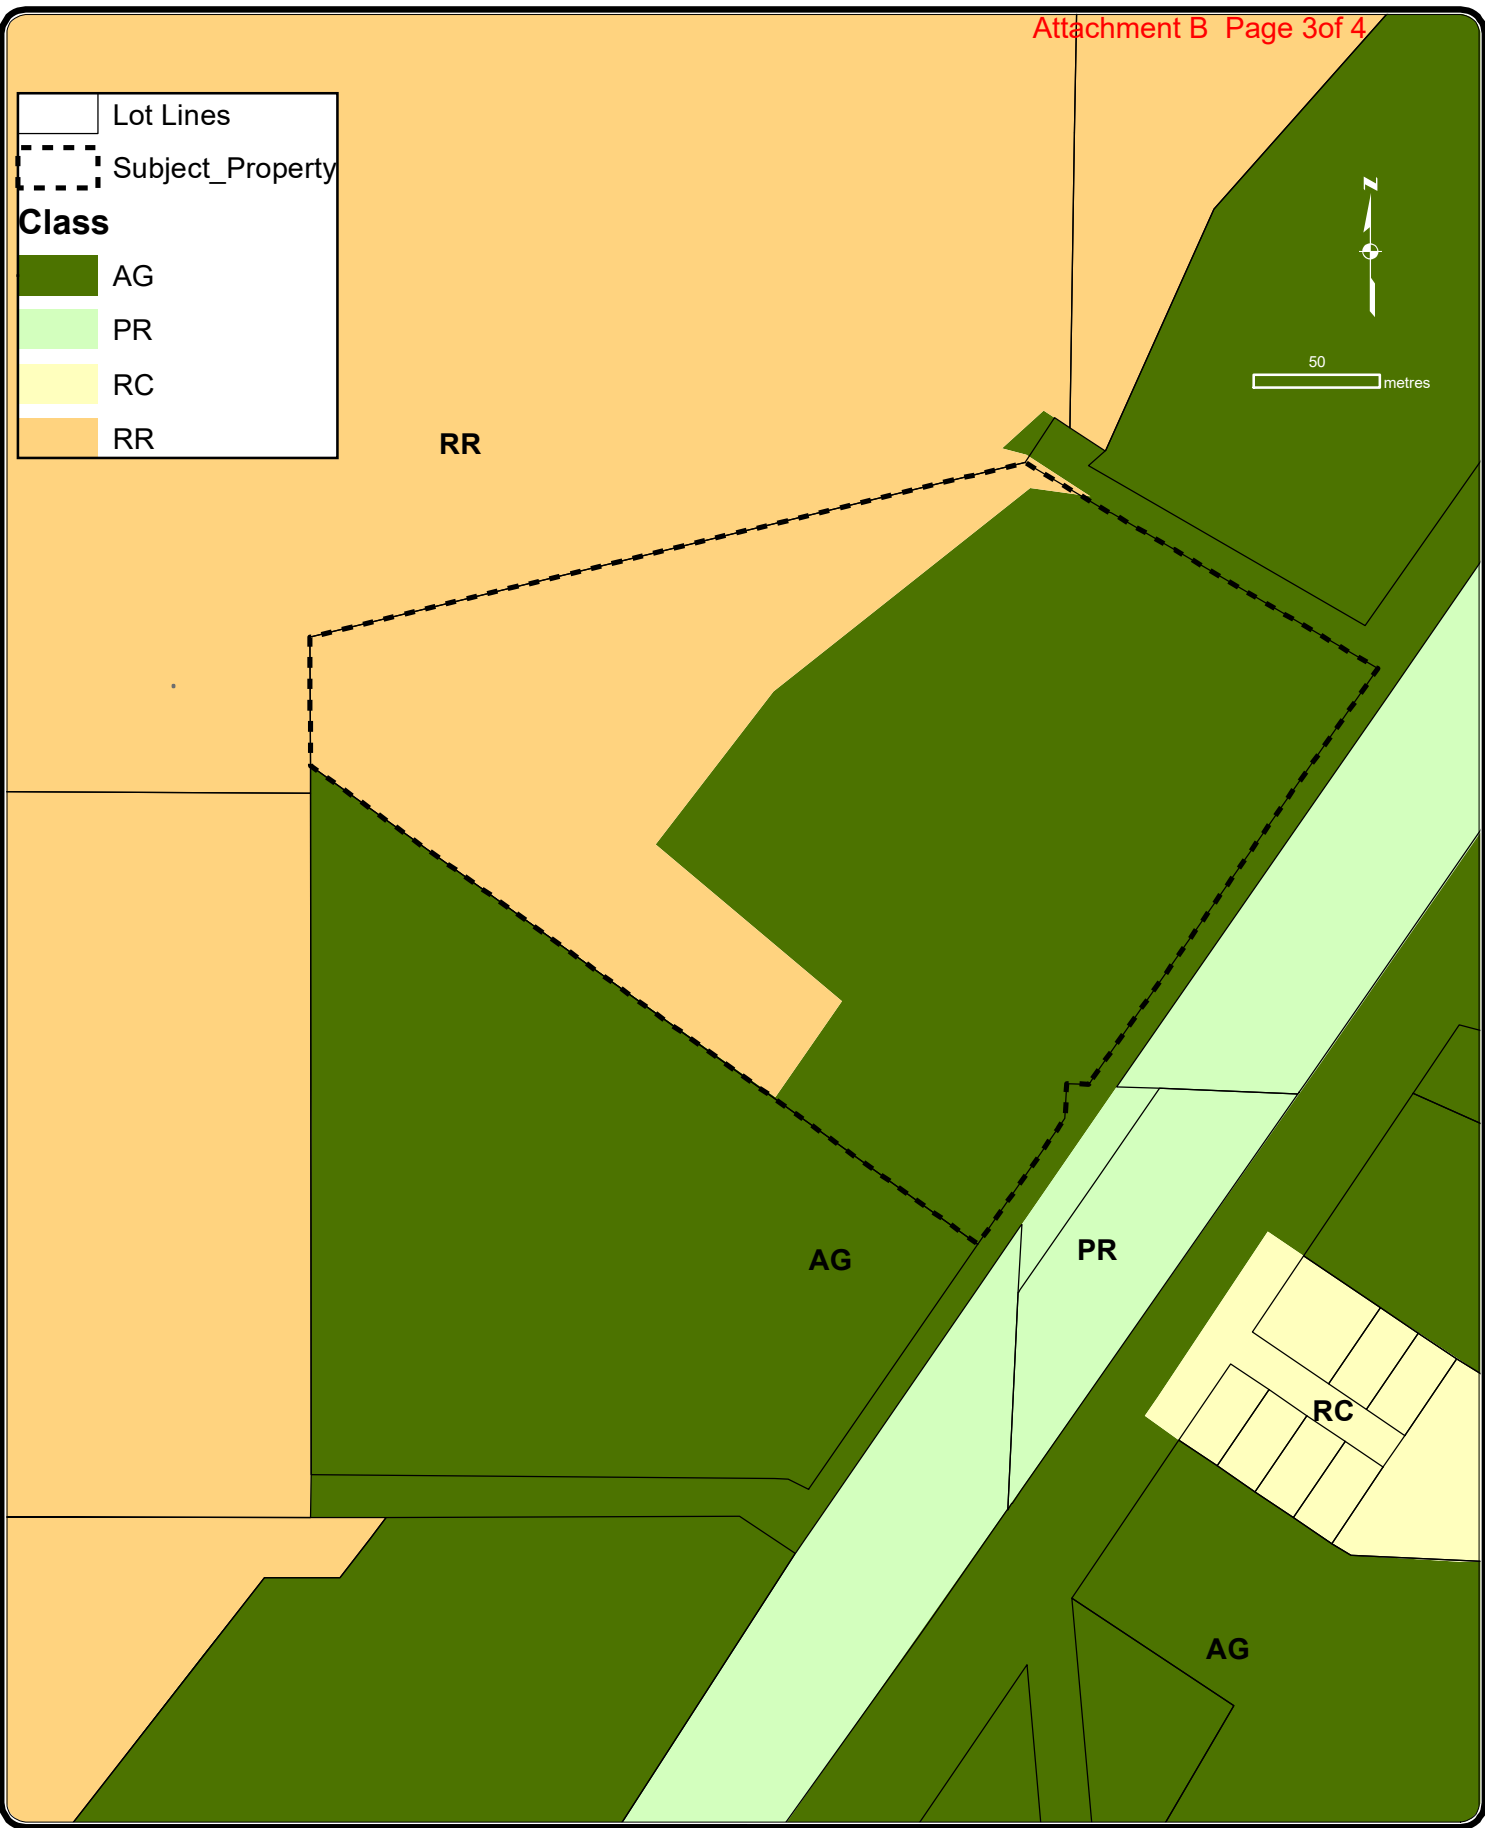 Attachment B  Page 3of 4
Lot Lines
Subject_Property
Class
AG
PR
RC
RR
N
50
metres
RR
AG
PR
RC
AG